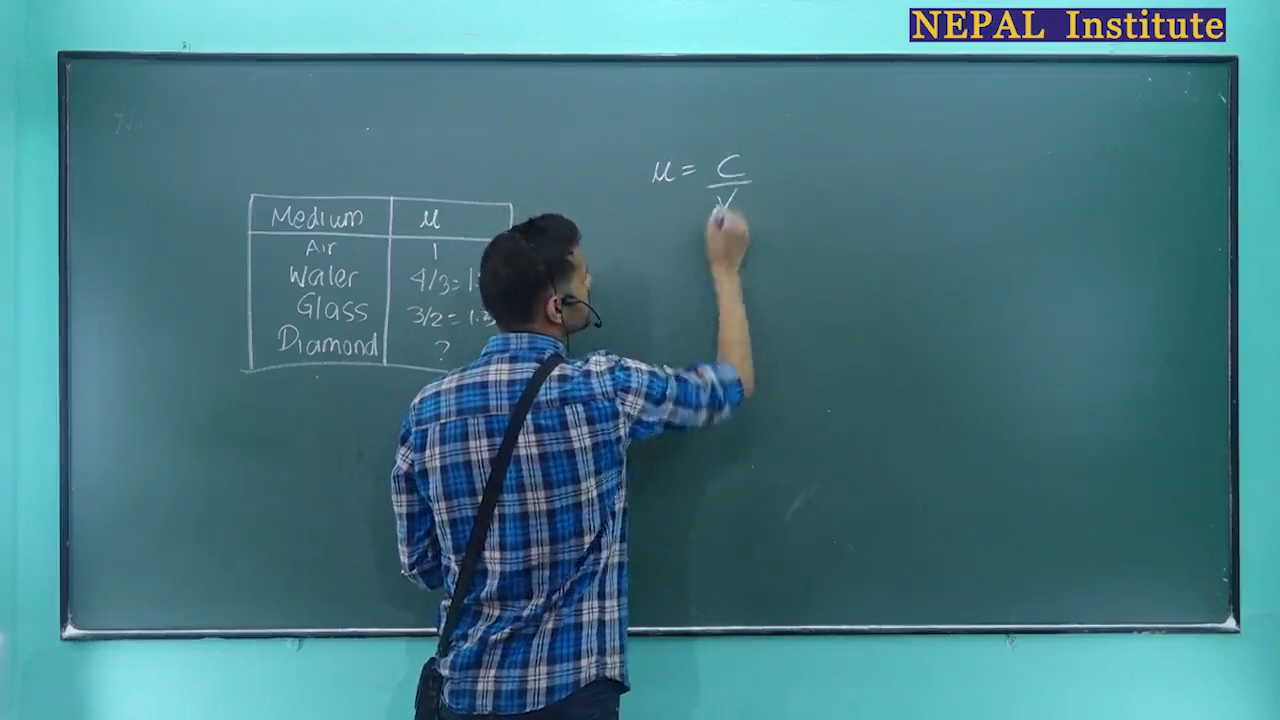 NEPAL Institute
μ = C
V
Medium μ
Air 1
Water 4/3 =
Glass 3/2 =
Diamond ?